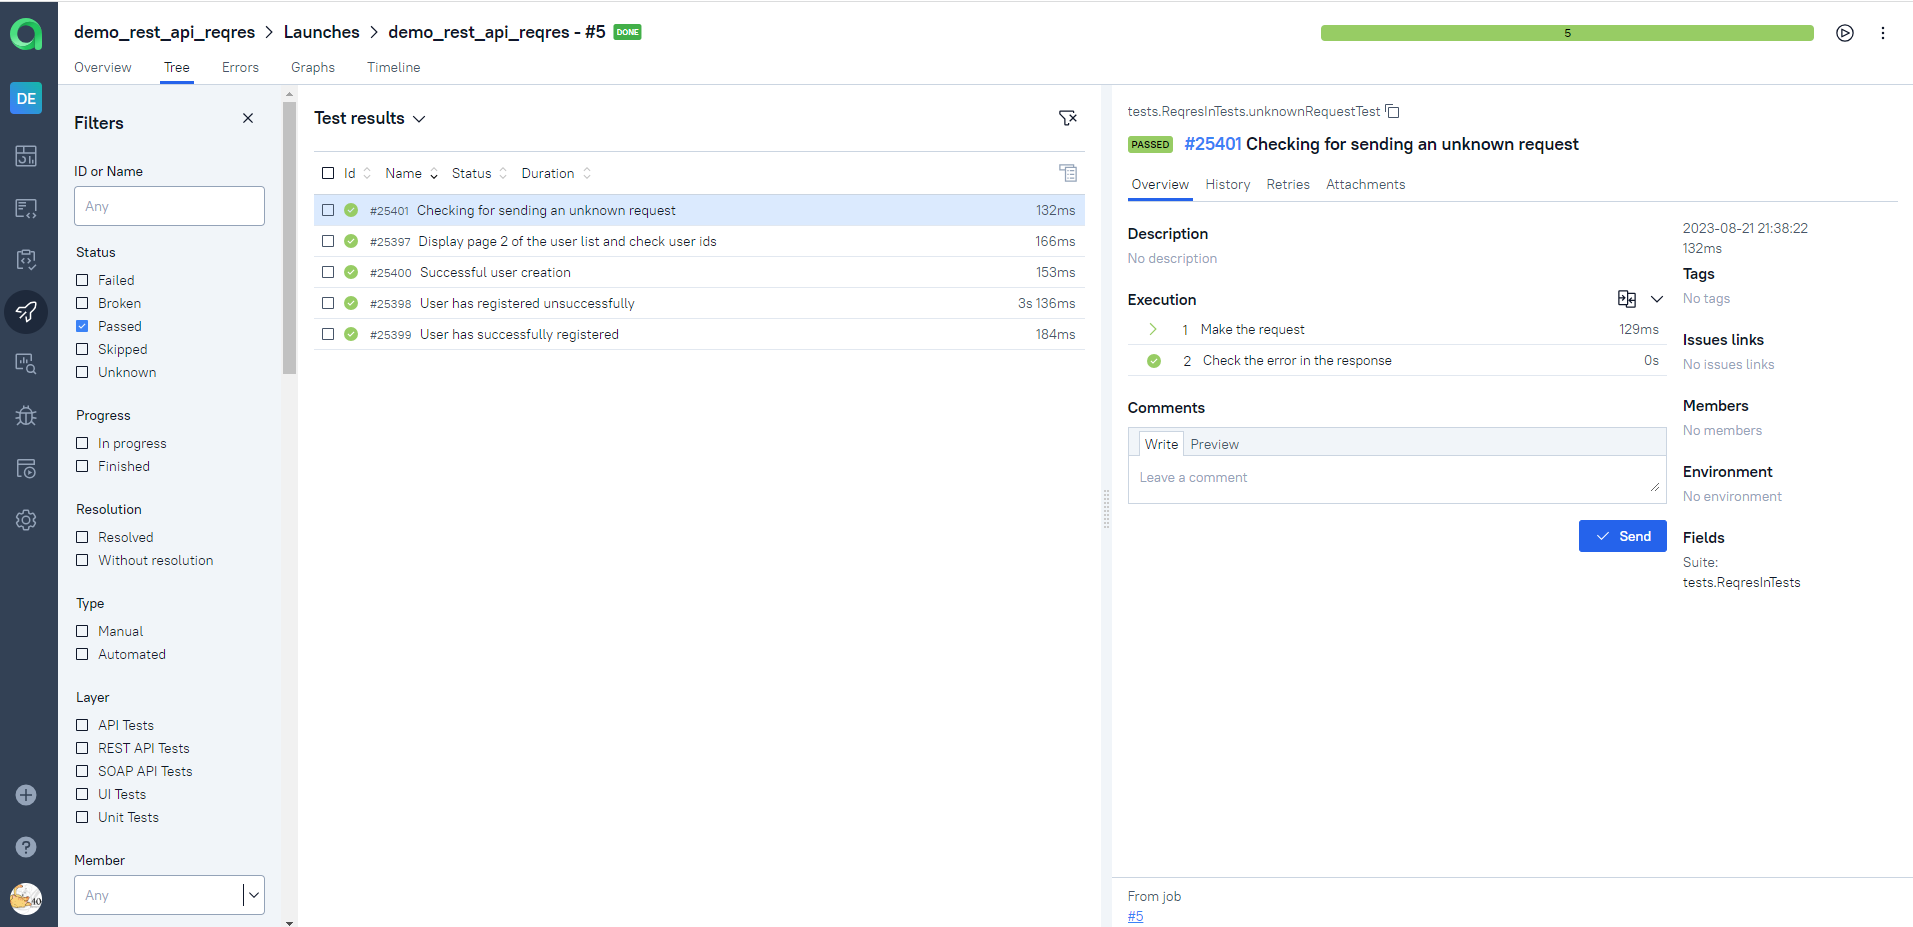 demo_rest_api_reqres > Launches > demo_rest_api_reqres - #5 DONE
5
Overview Tree Errors Graphs Timeline
DE
Filters
ID or Name
Any
Status
Failed
Broken
Passed
Skipped
Unknown
Progress
In progress
Finished
Resolution
Resolved
Without resolution
Type
Manual
Automated
Layer
API Tests
REST API Tests
SOAP API Tests
UI Tests
Unit Tests
Member
Any
Test results
Id Name Status Duration
#25401 Checking for sending an unknown request 132ms
#25397 Display page 2 of the user list and check user ids 166ms
#25400 Successful user creation 153ms
#25398 User has registered unsuccessfully 3s 136ms
#25399 User has successfully registered 184ms
tests.ReqresInTests.unknownRequestTest
PASSED #25401 Checking for sending an unknown request
Overview History Retries Attachments
Description
No description
Execution
1 Make the request 129ms
2 Check the error in the response 0s
Comments
Write Preview
Leave a comment
Send
2023-08-21 21:38:22
132ms
Tags
No tags
Issues links
No issues links
Members
No members
Environment
No environment
Fields
Suite:
tests.ReqresInTests
From job
#5
40